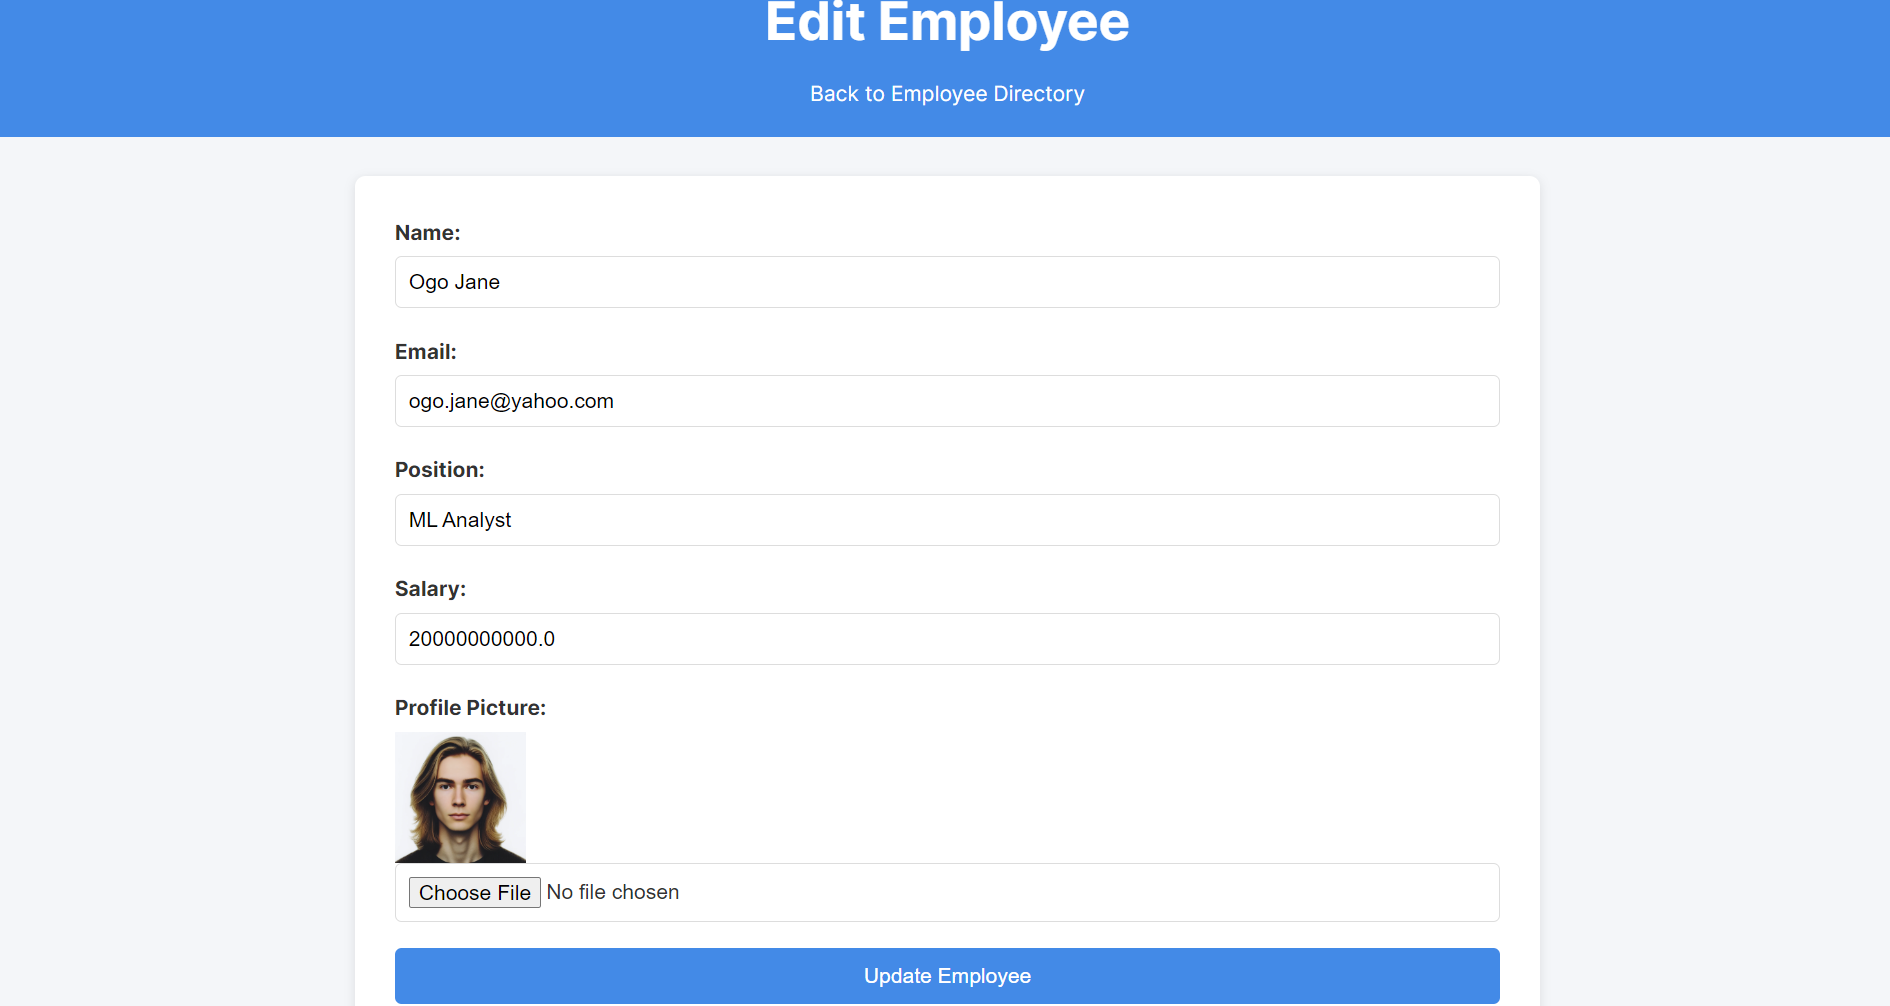 Edit Employee
Back to Employee Directory
Name:
Ogo Jane
Email:
ogo.jane@yahoo.com
Position:
ML Analyst
Salary:
20000000000.0
Profile Picture:
Choose File No file chosen
Update Employee